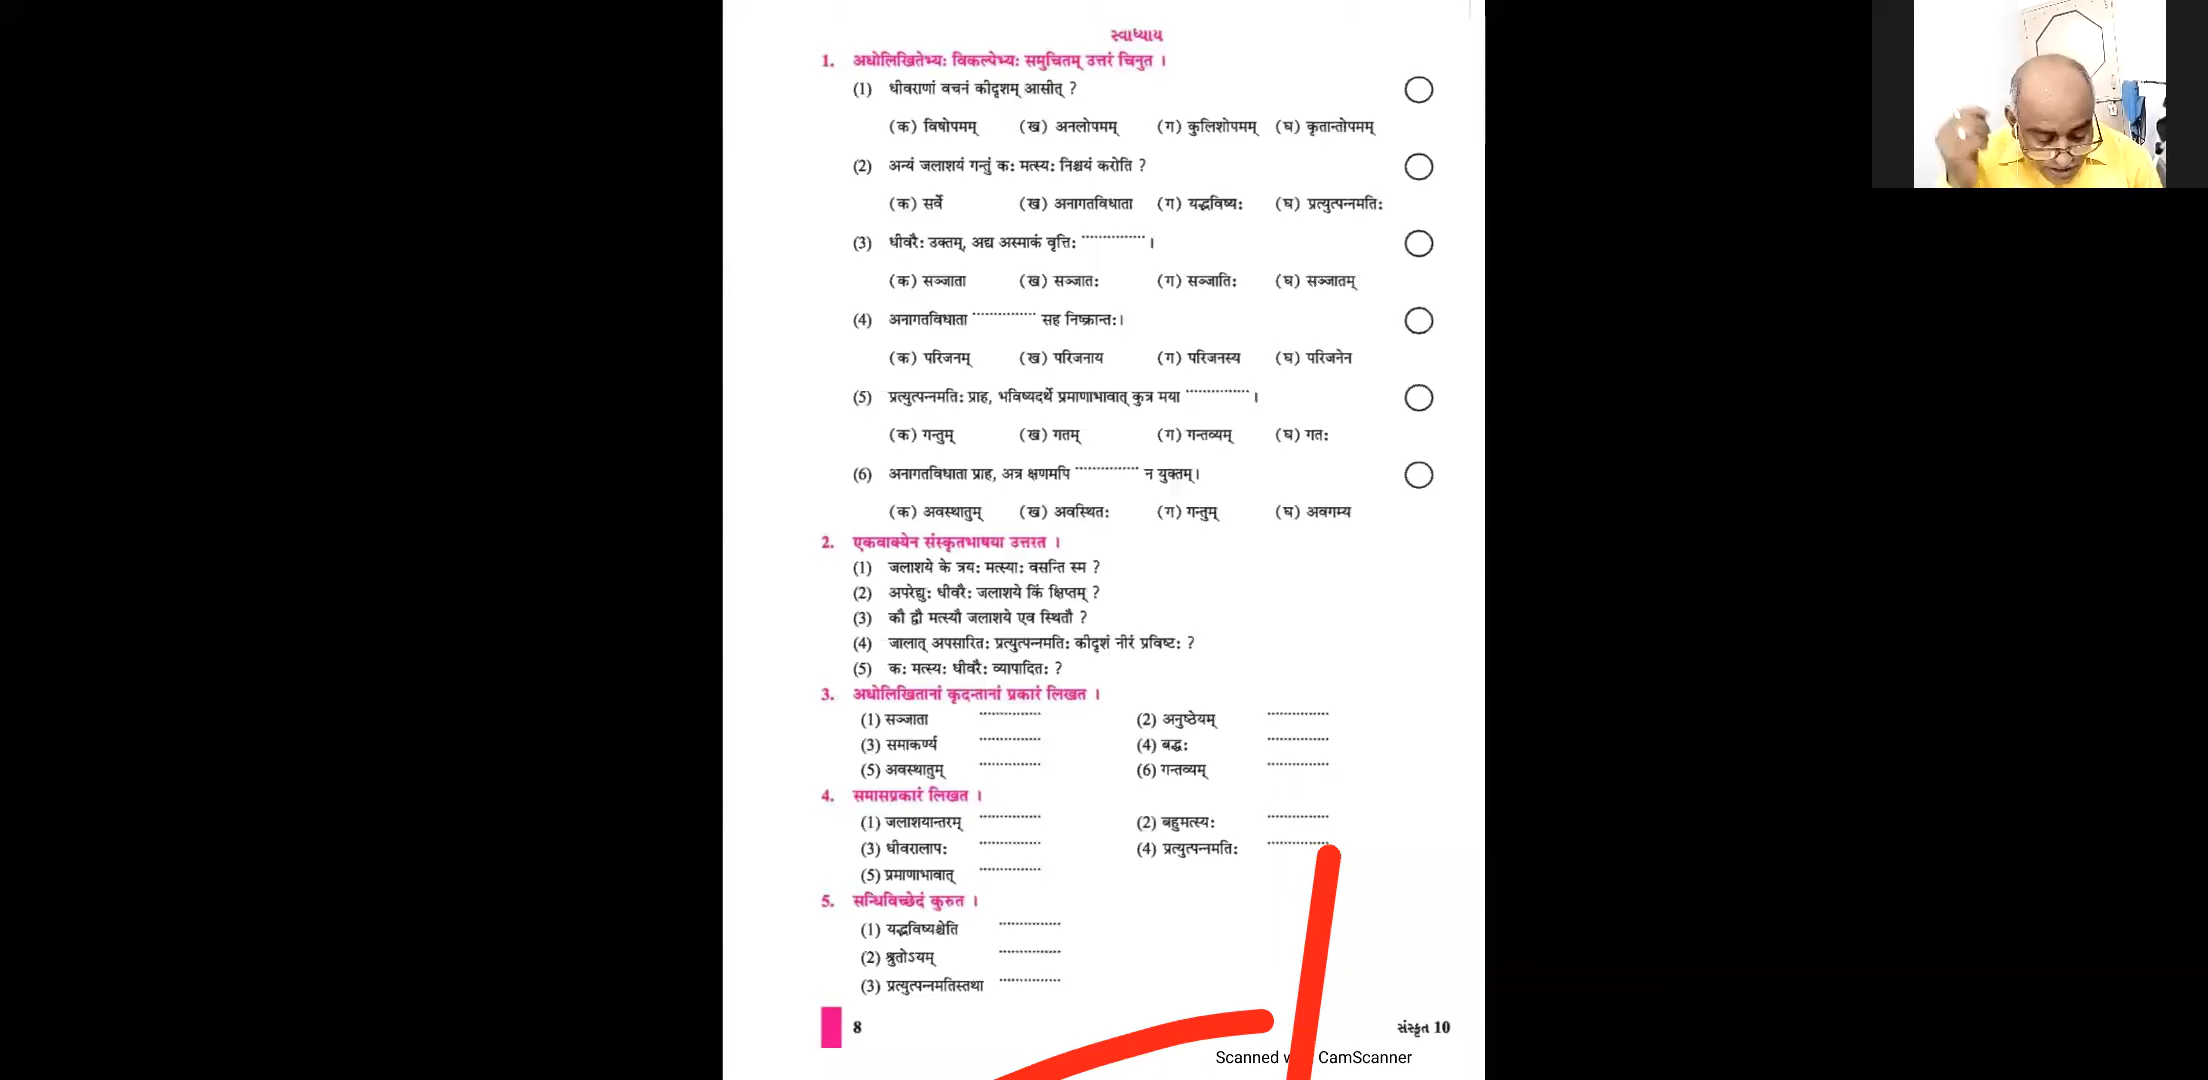 સ્વાધ્યાય
1. अधोलिखितेभ्यः विकल्पेभ्यः समुचितम् उत्तरं चिनुत ।
(1) धीवराणां वचनं कीदृशम् आसीत् ?
(क) विषोपमम् (ख) अनलोपमम् (ग) कुलिशोपमम् (घ) कृतान्तोपमम्
(2) अन्यं जलाशयं गन्तुं कः मत्स्यः निश्चयं करोति ?
(क) सर्वे (ख) अनागतविधाता (ग) यद्भविष्यः (घ) प्रत्युत्पन्नमतिः
(3) धीवरैः उक्तम्, अद्य अस्माकं वृत्तिः ............... ।
(क) सञ्जाता (ख) सञ्जातः (ग) सञ्जातिः (घ) सञ्जातम्
(4) अनागतविधाता ............... सह निष्क्रान्तः।
(क) परिजनम् (ख) परिजनाय (ग) परिजनस्य (घ) परिजनेन
(5) प्रत्युत्पन्नमतिः प्राह, भविष्यदर्थे प्रमाणाभावात् कुत्र मया ............... ।
(क) गन्तुम् (ख) गतम् (ग) गन्तव्यम् (घ) गतः
(6) अनागतविधाता प्राह, अत्र क्षणमपि ............... न युक्तम्।
(क) अवस्थातुम् (ख) अवस्थितः (ग) गन्तुम् (घ) अवगम्य
2. एकवाक्येन संस्कृतभाषया उत्तरत ।
(1) जलाशये के त्रयः मत्स्याः वसन्ति स्म ?
(2) अपरेद्युः धीवरैः जलाशये किं क्षिप्तम् ?
(3) कौ द्वौ मत्स्यौ जलाशये एव स्थितौ ?
(4) जालात् अपसारितः प्रत्युत्पन्नमतिः कीदृशं नीरं प्रविष्टः ?
(5) कः मत्स्यः धीवरैः व्यापादितः ?
3. अधोलिखितानां कृदन्तानां प्रकारं लिखत ।
(1) सञ्जाता ............... (2) अनुष्ठेयम् ...............
(3) समाकर्ण्य ............... (4) बद्धः ...............
(5) अवस्थातुम् ............... (6) गन्तव्यम् ...............
4. समासप्रकारं लिखत ।
(1) जलाशयान्तरम् ............... (2) बहुमत्स्यः ...............
(3) धीवरालापः ............... (4) प्रत्युत्पन्नमतिः ...............
(5) प्रमाणाभावात् ...............
5. सन्धिविच्छेदं कुरुत ।
(1) यद्भविष्यश्चेति ...............
(2) श्रुतोऽयम् ...............
(3) प्रत्युत्पन्नमतिस्तथा ...............
8 સંસ્કૃત 10
Scanned CamScanner